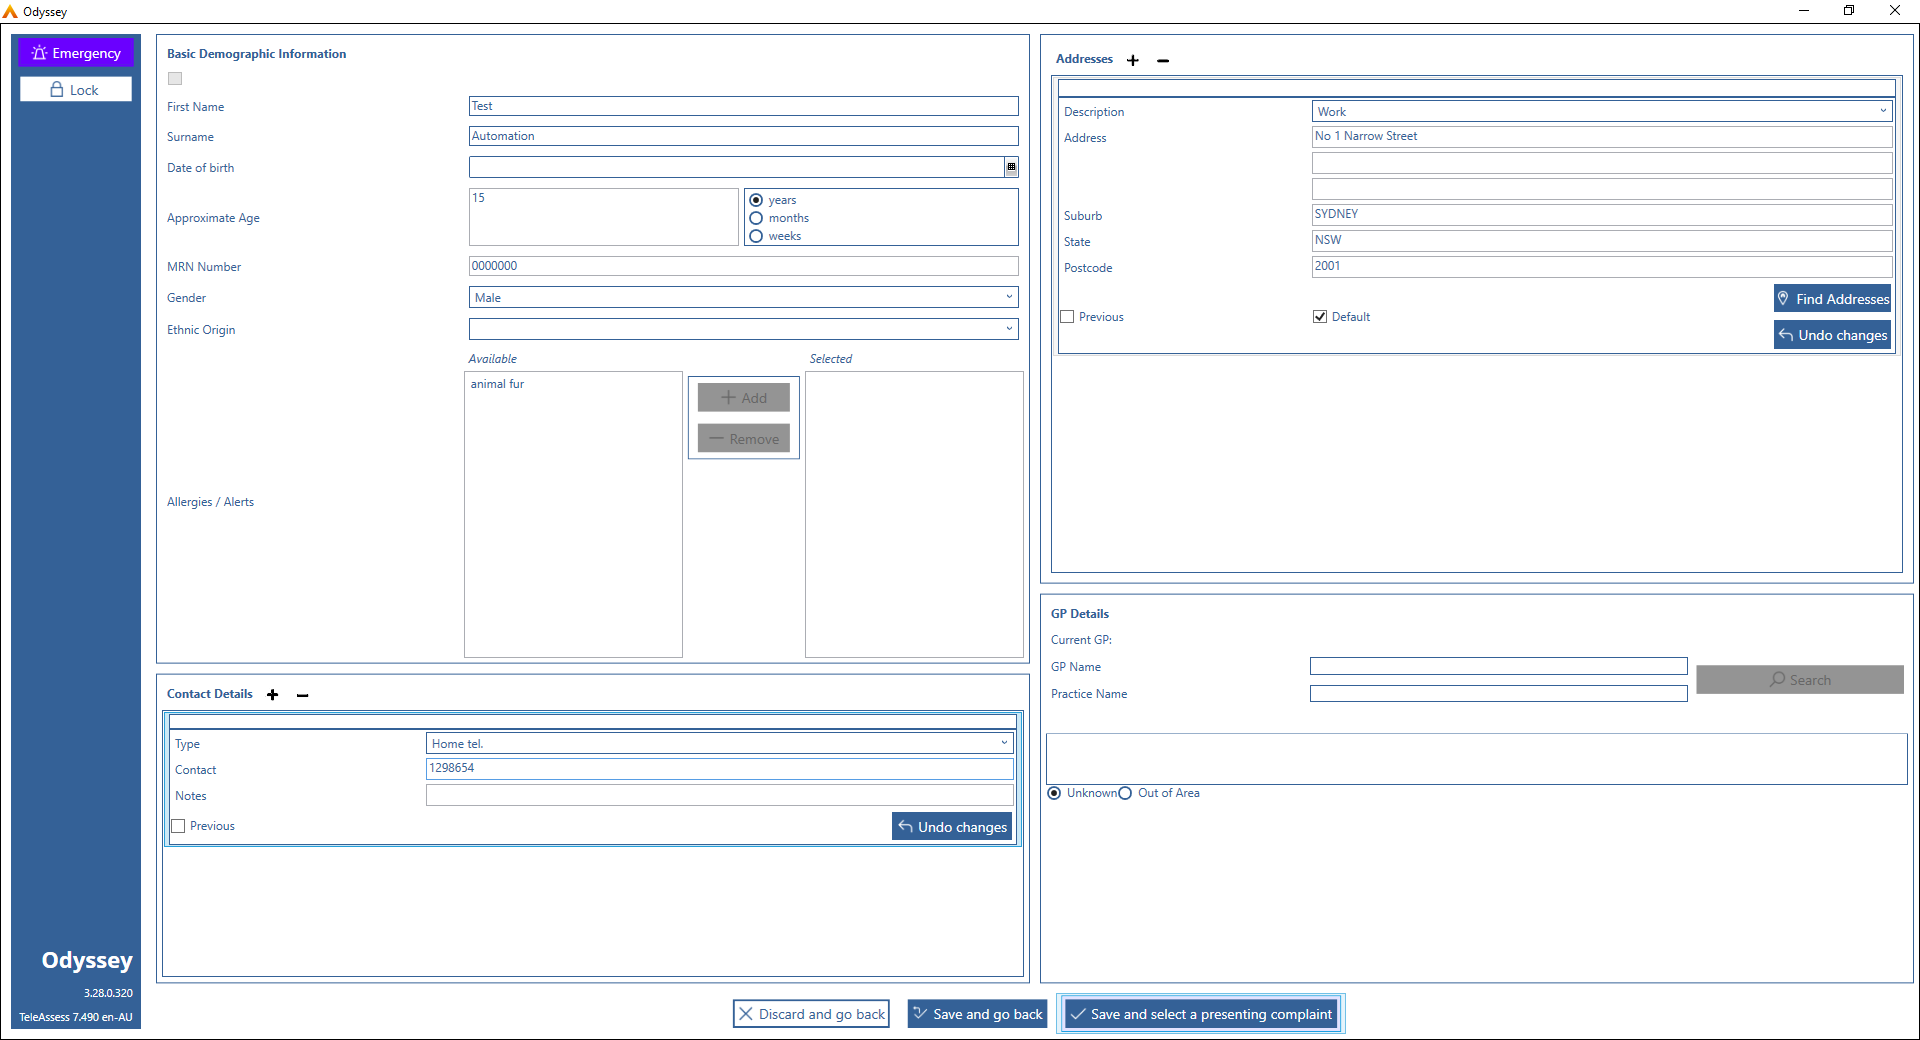 Odyssey
Emergency
Lock
Basic Demographic Information
First Name
Test
Surname
Automation
Date of birth
Approximate Age
15
years
months
weeks
MRN Number
0000000
Gender
Male
Ethnic Origin
Available
Selected
animal fur
Add
Remove
Allergies / Alerts
Contact Details
Type
Home tel.
Contact
1298654
Notes
Previous
Undo changes
Addresses
Description
Work
Address
No 1 Narrow Street
Suburb
SYDNEY
State
NSW
Postcode
2001
Find Addresses
Previous
Default
Undo changes
GP Details
Current GP:
GP Name
Search
Practice Name
Unknown
Out of Area
Odyssey
3.28.0.320
TeleAssess 7.490 en-AU
Discard and go back
Save and go back
Save and select a presenting complaint